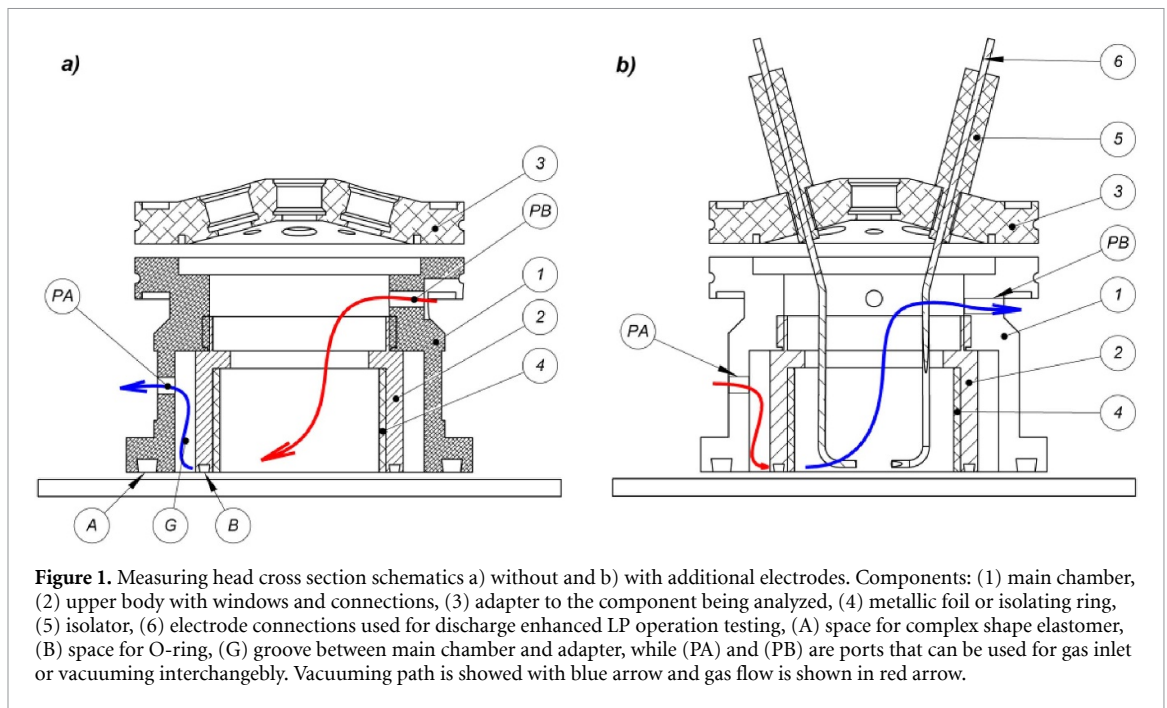 a)
3
PB
1
PA
2
4
A
G
B
b)
6
5
3
PB
1
PA
2
4
Figure 1. Measuring head cross section schematics a) without and b) with additional electrodes. Components: (1) main chamber,
(2) upper body with windows and connections, (3) adapter to the component being analyzed, (4) metallic foil or isolating ring,
(5) isolator, (6) electrode connections used for discharge enhanced LP operation testing, (A) space for complex shape elastomer,
(B) space for O-ring, (G) groove between main chamber and adapter, while (PA) and (PB) are ports that can be used for gas inlet
or vacuuming interchangebly. Vacuuming path is showed with blue arrow and gas flow is shown in red arrow.